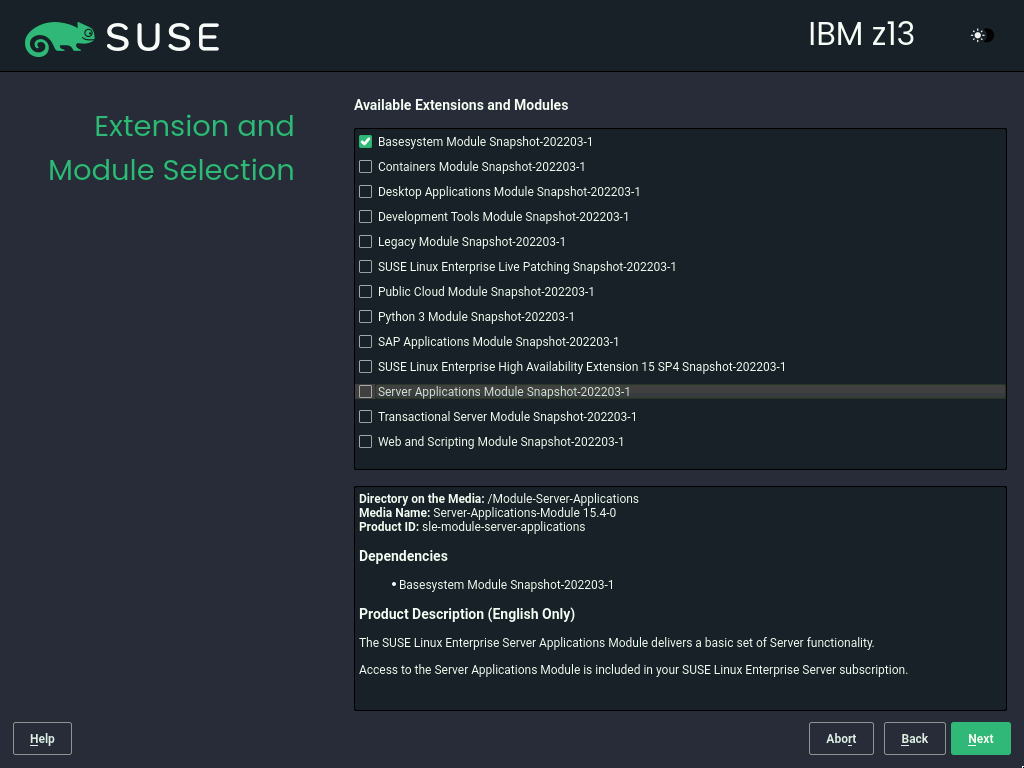 SUSE
IBM z13
Extension and
Module Selection
Available Extensions and Modules
Basesystem Module Snapshot-202203-1
Containers Module Snapshot-202203-1
Desktop Applications Module Snapshot-202203-1
Development Tools Module Snapshot-202203-1
Legacy Module Snapshot-202203-1
SUSE Linux Enterprise Live Patching Snapshot-202203-1
Public Cloud Module Snapshot-202203-1
Python 3 Module Snapshot-202203-1
SAP Applications Module Snapshot-202203-1
SUSE Linux Enterprise High Availability Extension 15 SP4 Snapshot-202203-1
Server Applications Module Snapshot-202203-1
Transactional Server Module Snapshot-202203-1
Web and Scripting Module Snapshot-202203-1
Directory on the Media: /Module-Server-Applications
Media Name: Server-Applications-Module 15.4-0
Product ID: sle-module-server-applications
Dependencies
• Basesystem Module Snapshot-202203-1
Product Description (English Only)
The SUSE Linux Enterprise Server Applications Module delivers a basic set of Server functionality.
Access to the Server Applications Module is included in your SUSE Linux Enterprise Server subscription.
Help
Abort
Back
Next